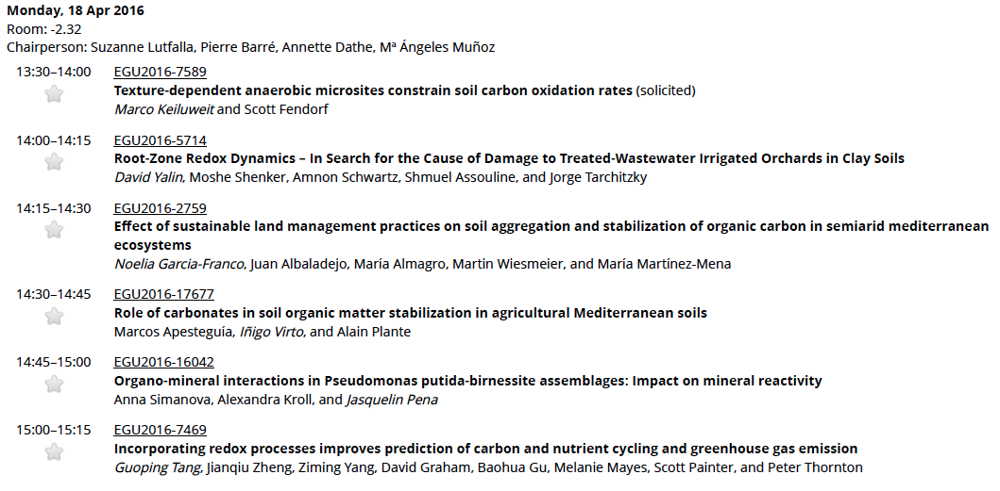 Monday, 18 Apr 2016
Room: -2.32
Chairperson: Suzanne Lutfalla, Pierre Barré, Annette Dathe, Mª Ángeles Muñoz
13:30–14:00 EGU2016-7589
Texture-dependent anaerobic microsites constrain soil carbon oxidation rates (solicited)
Marco Keiluweit and Scott Fendorf
14:00–14:15 EGU2016-5714
Root-Zone Redox Dynamics – In Search for the Cause of Damage to Treated-Wastewater Irrigated Orchards in Clay Soils
David Yalin, Moshe Shenker, Amnon Schwartz, Shmuel Assouline, and Jorge Tarchitzky
14:15–14:30 EGU2016-2759
Effect of sustainable land management practices on soil aggregation and stabilization of organic carbon in semiarid mediterranean
ecosystems
Noelia Garcia-Franco, Juan Albaladejo, María Almagro, Martin Wiesmeier, and María Martínez-Mena
14:30–14:45 EGU2016-17677
Role of carbonates in soil organic matter stabilization in agricultural Mediterranean soils
Marcos Apesteguía, Iñigo Virto, and Alain Plante
14:45–15:00 EGU2016-16042
Organo-mineral interactions in Pseudomonas putida-birnessite assemblages: Impact on mineral reactivity
Anna Simanova, Alexandra Kroll, and Jasquelin Pena
15:00–15:15 EGU2016-7469
Incorporating redox processes improves prediction of carbon and nutrient cycling and greenhouse gas emission
Guoping Tang, Jianqiu Zheng, Ziming Yang, David Graham, Baohua Gu, Melanie Mayes, Scott Painter, and Peter Thornton